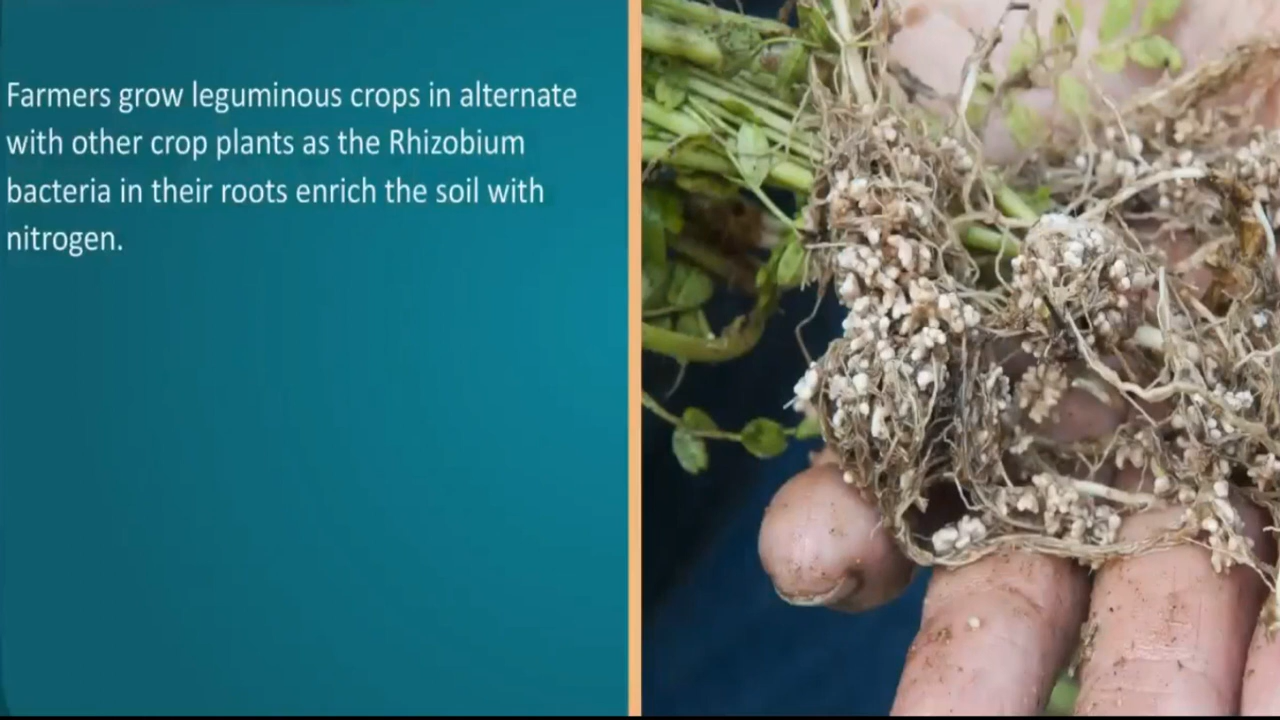 Farmers grow leguminous crops in alternate
with other crop plants as the Rhizobium
bacteria in their roots enrich the soil with
nitrogen.